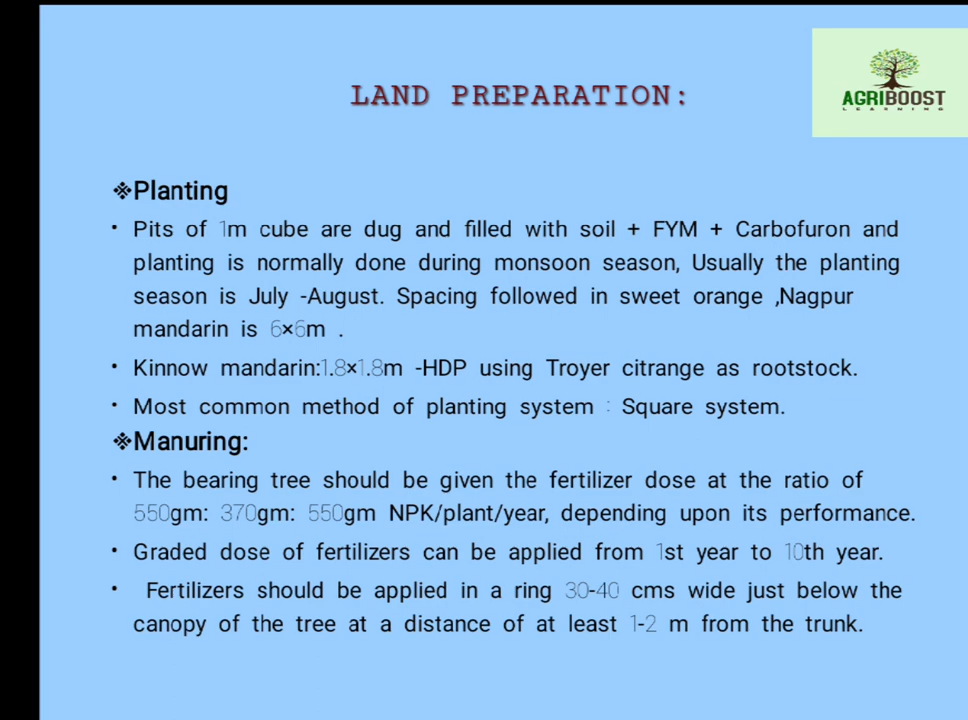 LAND PREPARATION:
AGRIBOOST
LEARNING
❖Planting
• Pits of 1m cube are dug and filled with soil + FYM + Carbofuron and
planting is normally done during monsoon season, Usually the planting
season is July -August. Spacing followed in sweet orange ,Nagpur
mandarin is 6×6m .
• Kinnow mandarin:1.8×1.8m -HDP using Troyer citrange as rootstock.
• Most common method of planting system : Square system.
❖Manuring:
• The bearing tree should be given the fertilizer dose at the ratio of
550gm: 370gm: 550gm NPK/plant/year, depending upon its performance.
• Graded dose of fertilizers can be applied from 1st year to 10th year.
• Fertilizers should be applied in a ring 30-40 cms wide just below the
canopy of the tree at a distance of at least 1-2 m from the trunk.